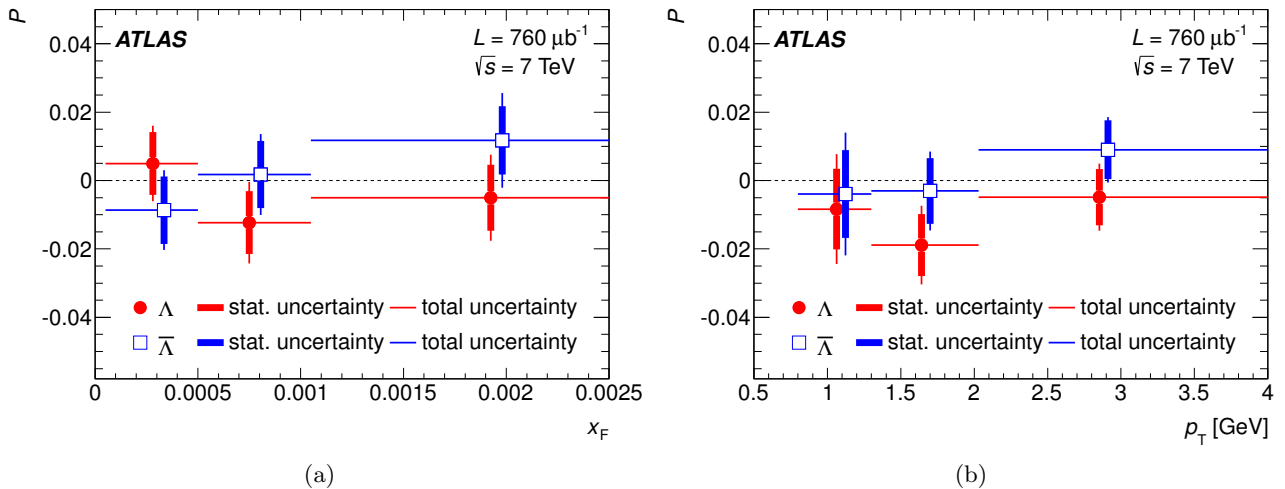 P
ATLAS
L = 760 μb⁻¹
√s = 7 TeV
0.04
0.02
0
-0.02
-0.04
Λ stat. uncertainty total uncertainty
Λ̅ stat. uncertainty total uncertainty
0 0.0005 0.001 0.0015 0.002 0.0025
x_F
(a)
P
ATLAS
L = 760 μb⁻¹
√s = 7 TeV
0.04
0.02
0
-0.02
-0.04
Λ stat. uncertainty total uncertainty
Λ̅ stat. uncertainty total uncertainty
0.5 1 1.5 2 2.5 3 3.5 4
p_T [GeV]
(b)